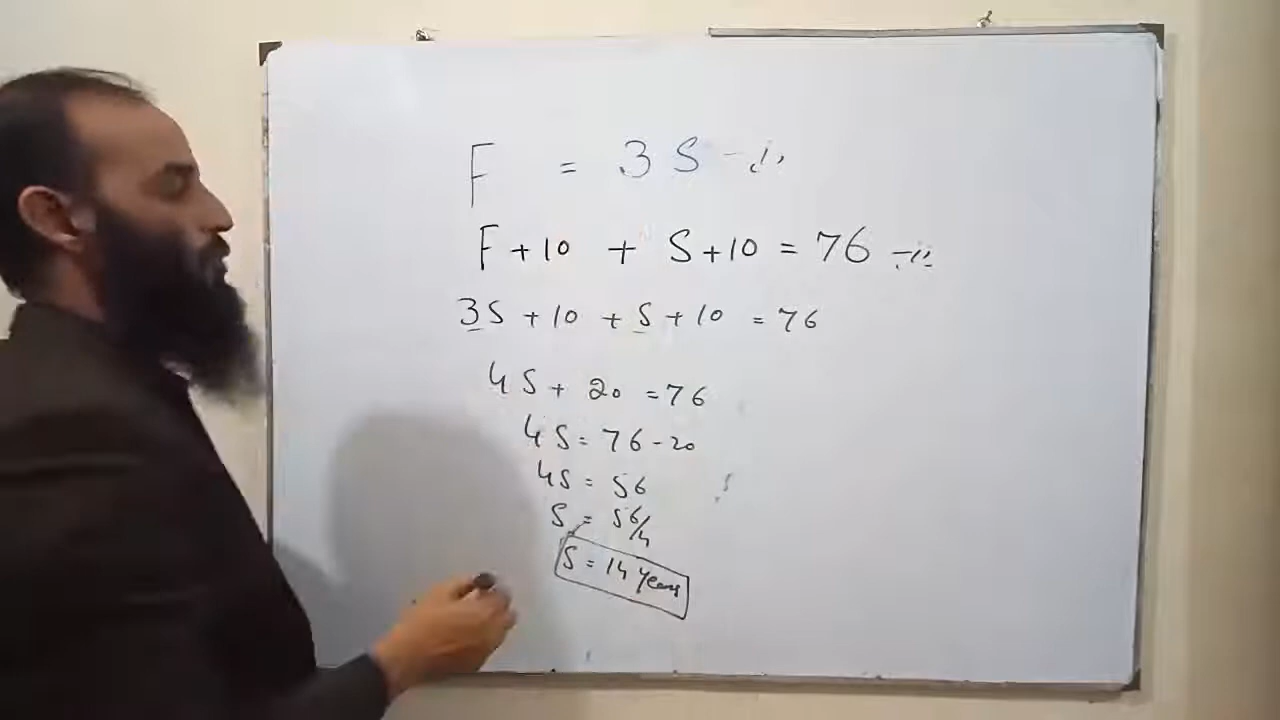 F = 3S - (i)
F + 10 + S + 10 = 76 - (ii)
3S + 10 + S + 10 = 76
4S + 20 = 76
4S = 76 - 20
4S = 56
S = 56/4
S = 14 years